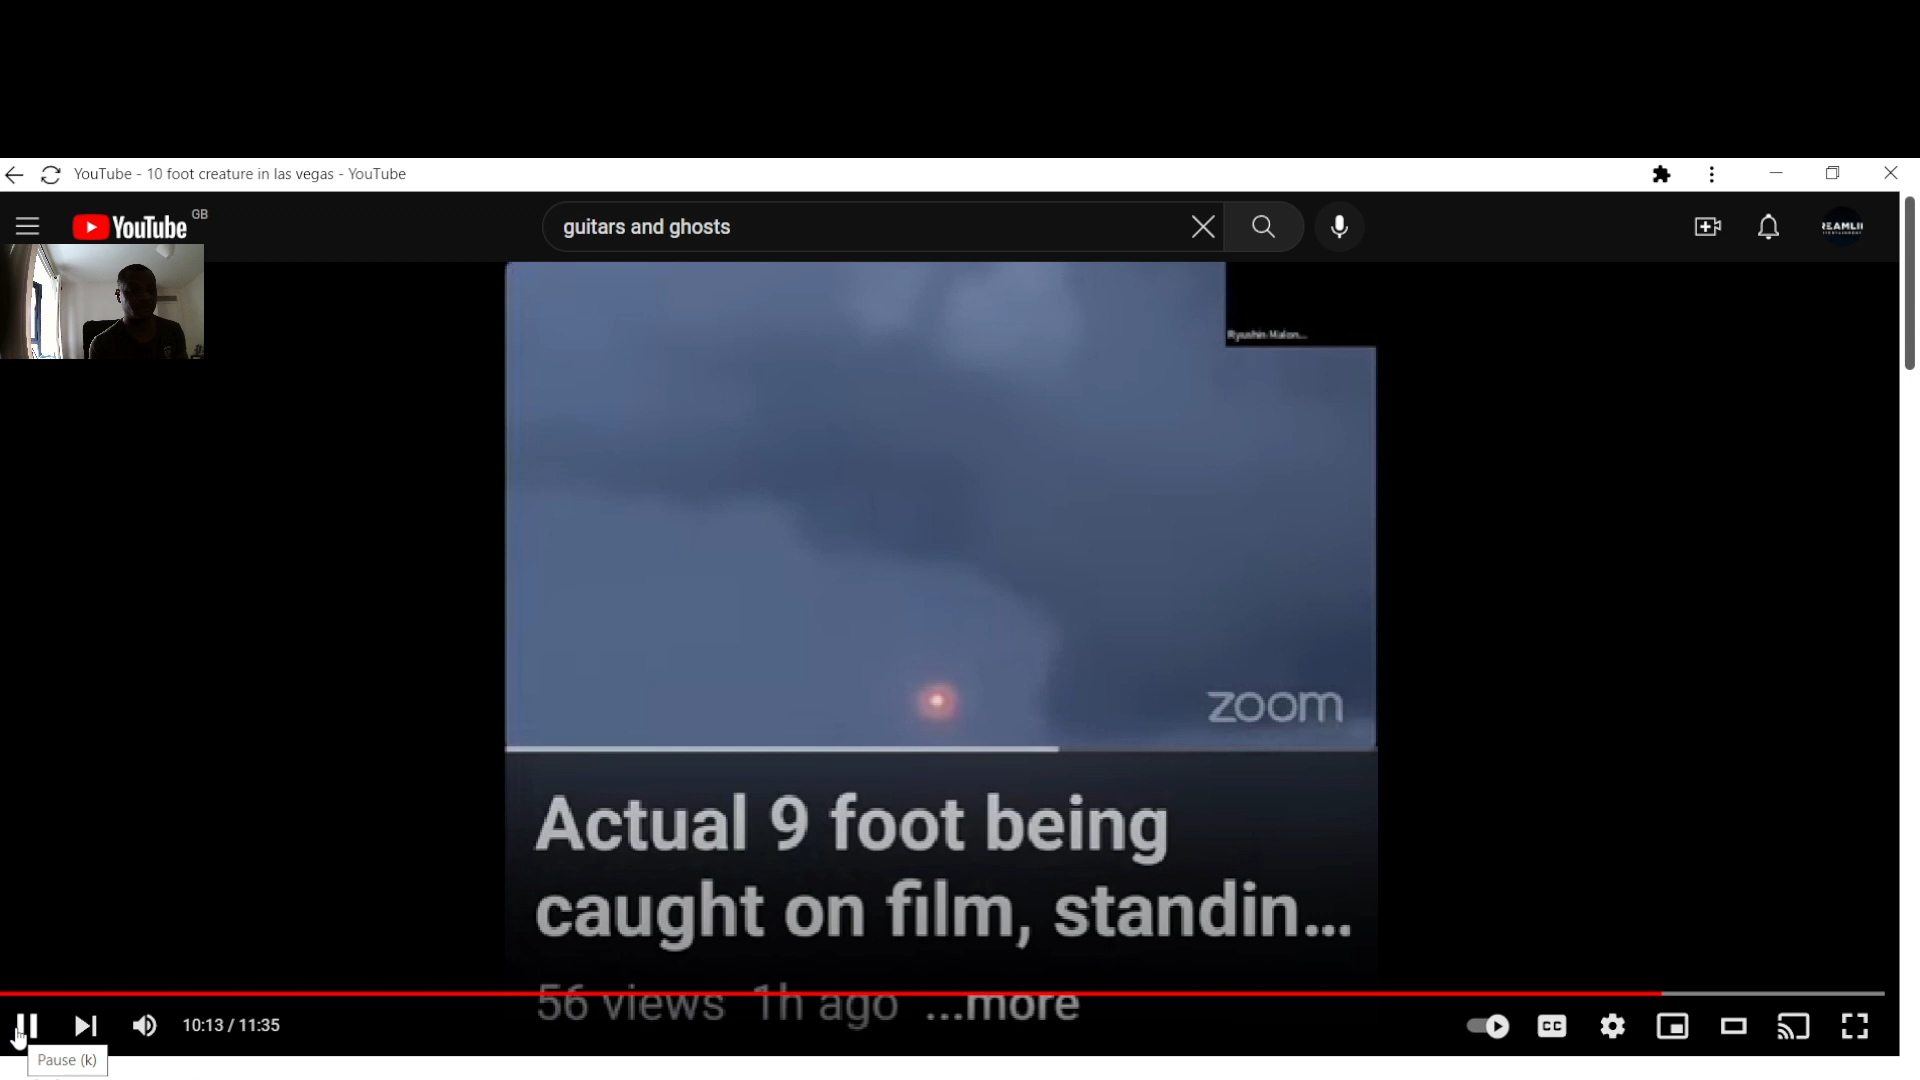 YouTube - 10 foot creature in las vegas - YouTube
YouTube GB
guitars and ghosts
zoom
Actual 9 foot being
caught on film, standin...
56 views 1h ago ...more
10:13 / 11:35
CC
Pause (k)